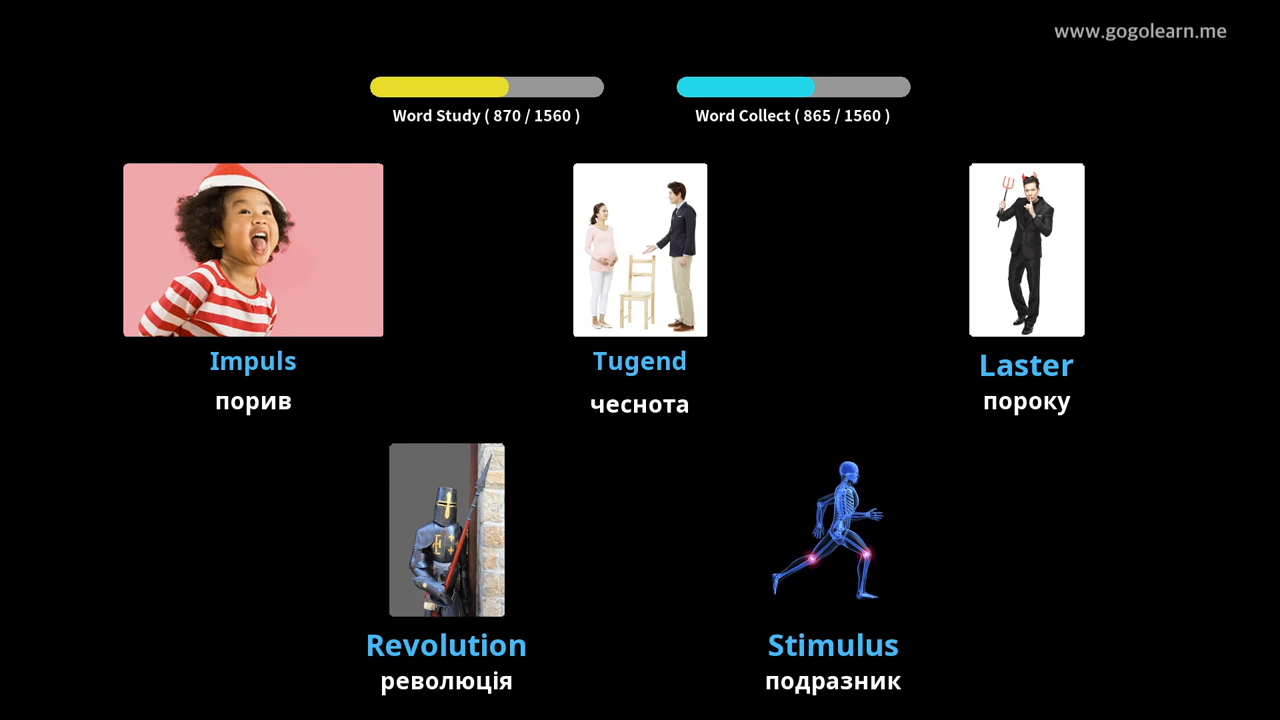 www.gogolearn.me
Word Study ( 870 / 1560 )
Word Collect ( 865 / 1560 )
Impuls
порив
Tugend
чеснота
Laster
пороку
Revolution
революція
Stimulus
подразник